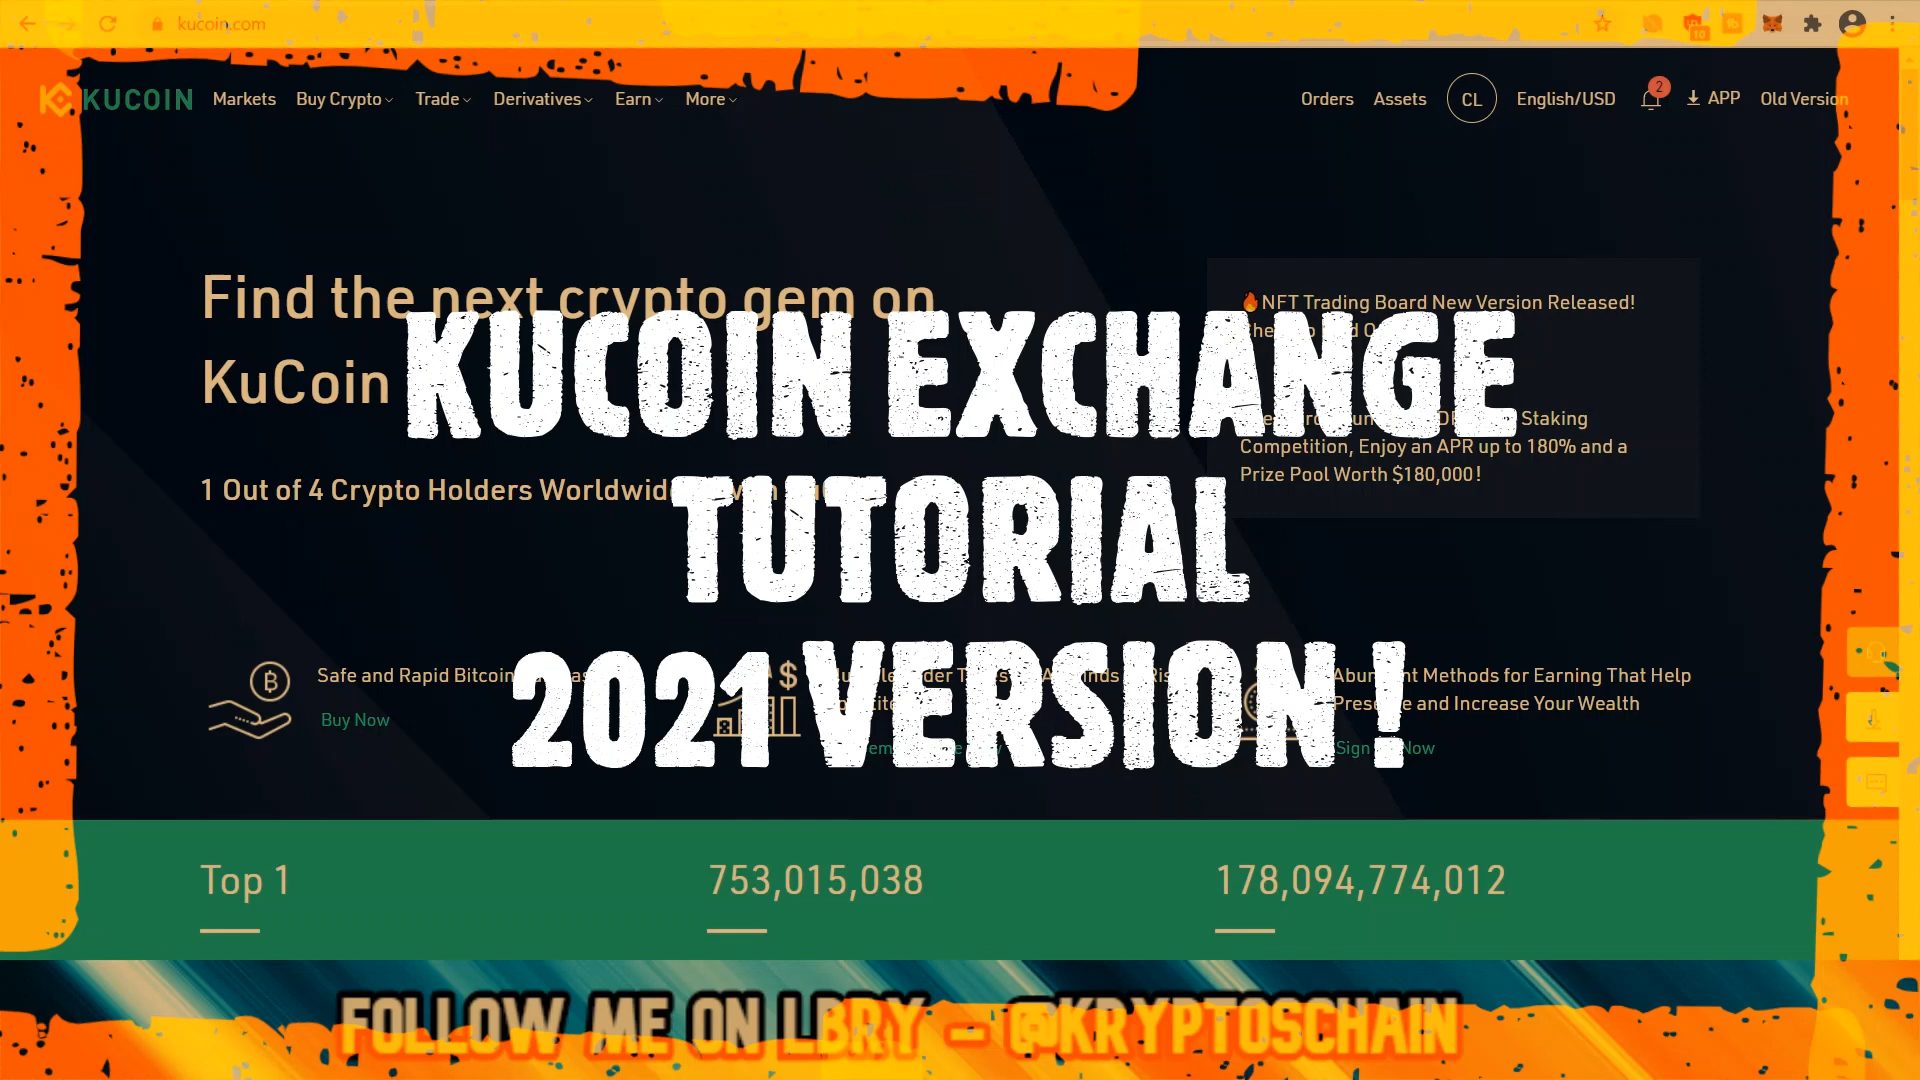 kucoin.com
10
KUCOIN Markets Buy Crypto Trade Derivatives Earn More
Orders Assets CL English/USD 2 APP Old Version
Find the next crypto gem on
KuCoin
1 Out of 4 Crypto Holders
🔥NFT Trading Board New Version Released!
Staking
Competition, Enjoy an APR up to 180% and a
Prize Pool Worth $180,000!
KUCOIN EXCHANGE
TUTORIAL
2021 VERSION !
Safe and Rapid Bitcoin
Buy Now
Methods for Earning That Help
and Increase Your Wealth
Sign Now
Top 1
753,015,038
178,094,774,012
FOLLOW ME ON LBRY - @KRYPTOSCHAIN